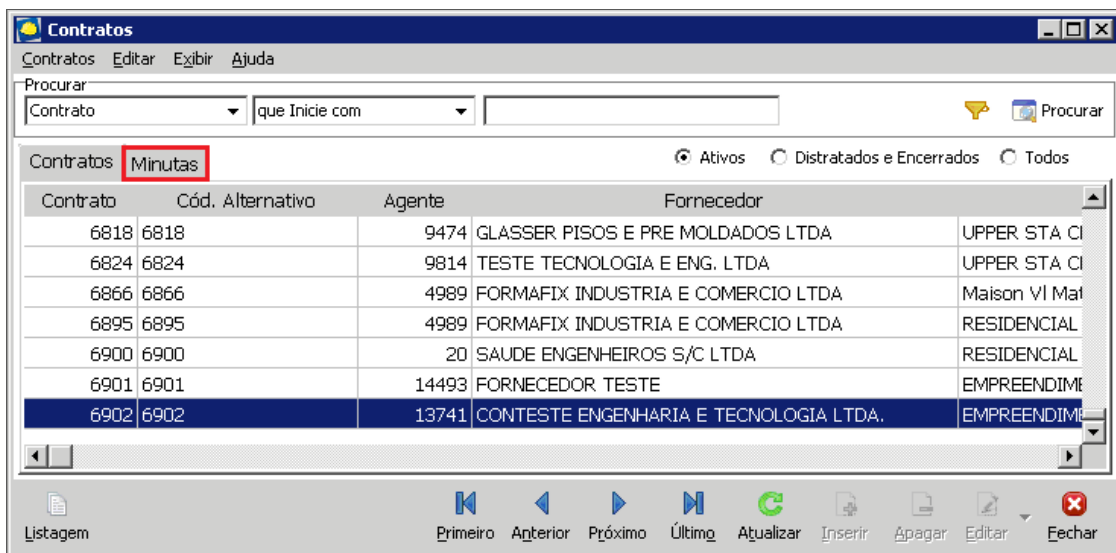 Contratos
Contratos Editar Exibir Ajuda
Procurar
Contrato que Inicie com Procurar
Contratos Minutas Ativos Distratados e Encerrados Todos
Contrato Cód. Alternativo Agente Fornecedor
6818 6818 9474 GLASSER PISOS E PRE MOLDADOS LTDA UPPER STA
6824 6824 9814 TESTE TECNOLOGIA E ENG. LTDA UPPER STA
6866 6866 4989 FORMAFIX INDUSTRIA E COMERCIO LTDA Maison Vl Mat
6895 6895 4989 FORMAFIX INDUSTRIA E COMERCIO LTDA RESIDENCIAL
6900 6900 20 SAUDE ENGENHEIROS S/C LTDA RESIDENCIAL
6901 6901 14493 FORNECEDOR TESTE EMPREENDIME
6902 6902 13741 CONTESTE ENGENHARIA E TECNOLOGIA LTDA. EMPREENDIME
Listagem Primeiro Anterior Próximo Último Atualizar Inserir Apagar Editar Fechar